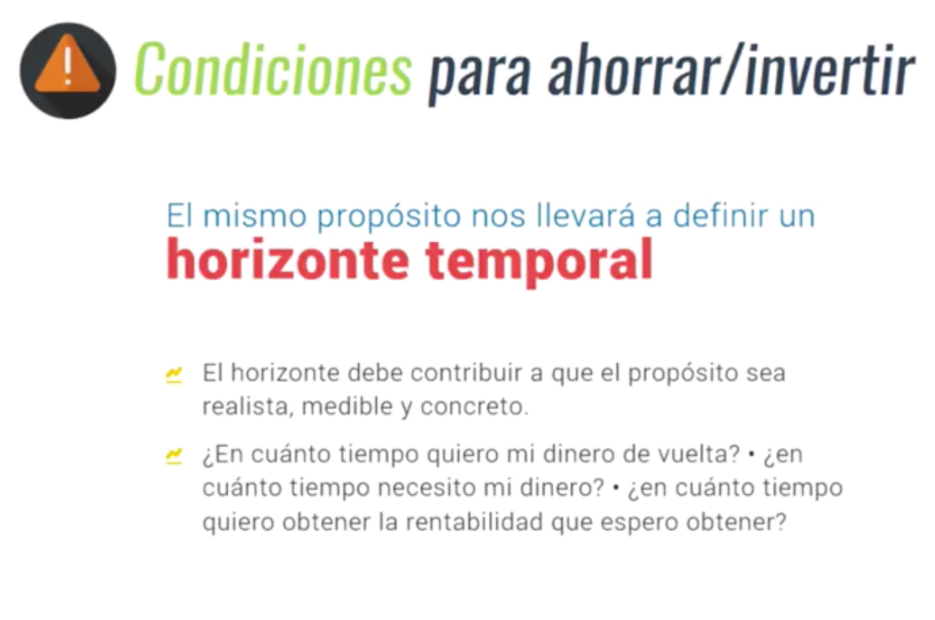 Condiciones para ahorrar/invertir
El mismo propósito nos llevará a definir un
horizonte temporal
El horizonte debe contribuir a que el propósito sea
realista, medible y concreto.
¿En cuánto tiempo quiero mi dinero de vuelta? • ¿en
cuánto tiempo necesito mi dinero? • ¿en cuánto tiempo
quiero obtener la rentabilidad que espero obtener?